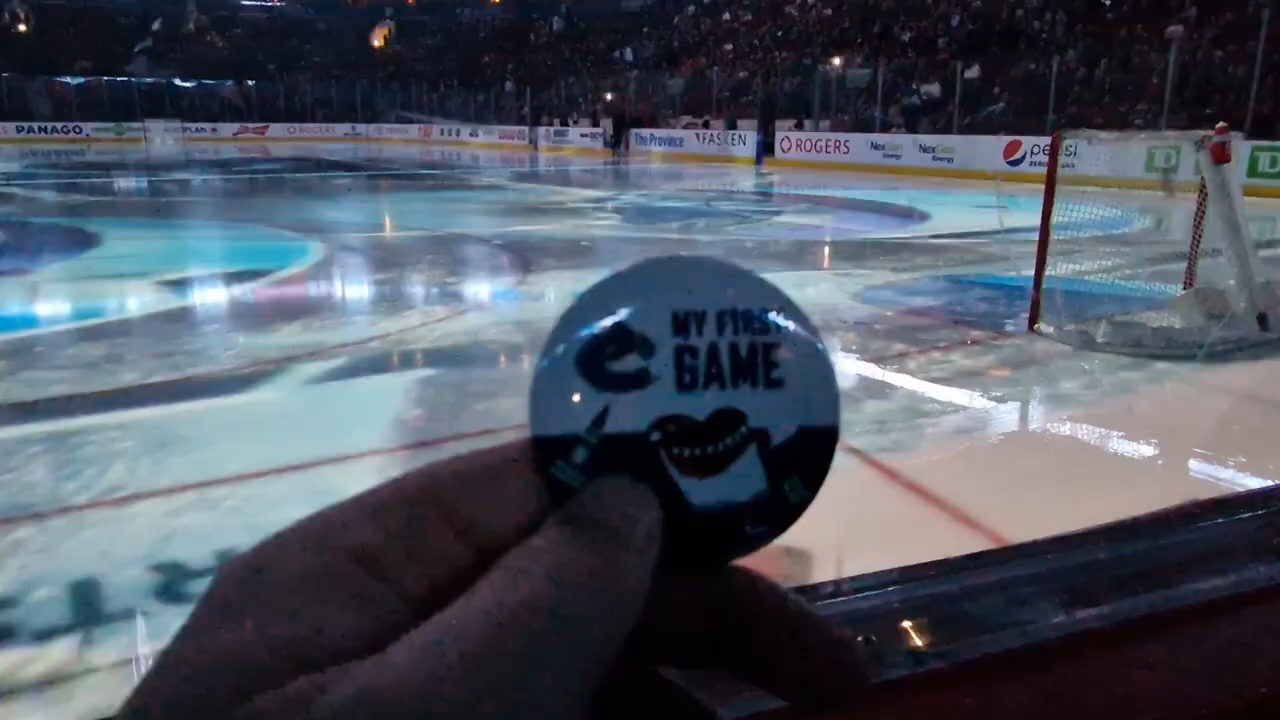 PANAGO
ROGERS
The Province
FASKEN
ROGERS
NexGen
Energy
NexGen
Energy
pepsi
TD
TD
MY FIRST
GAME